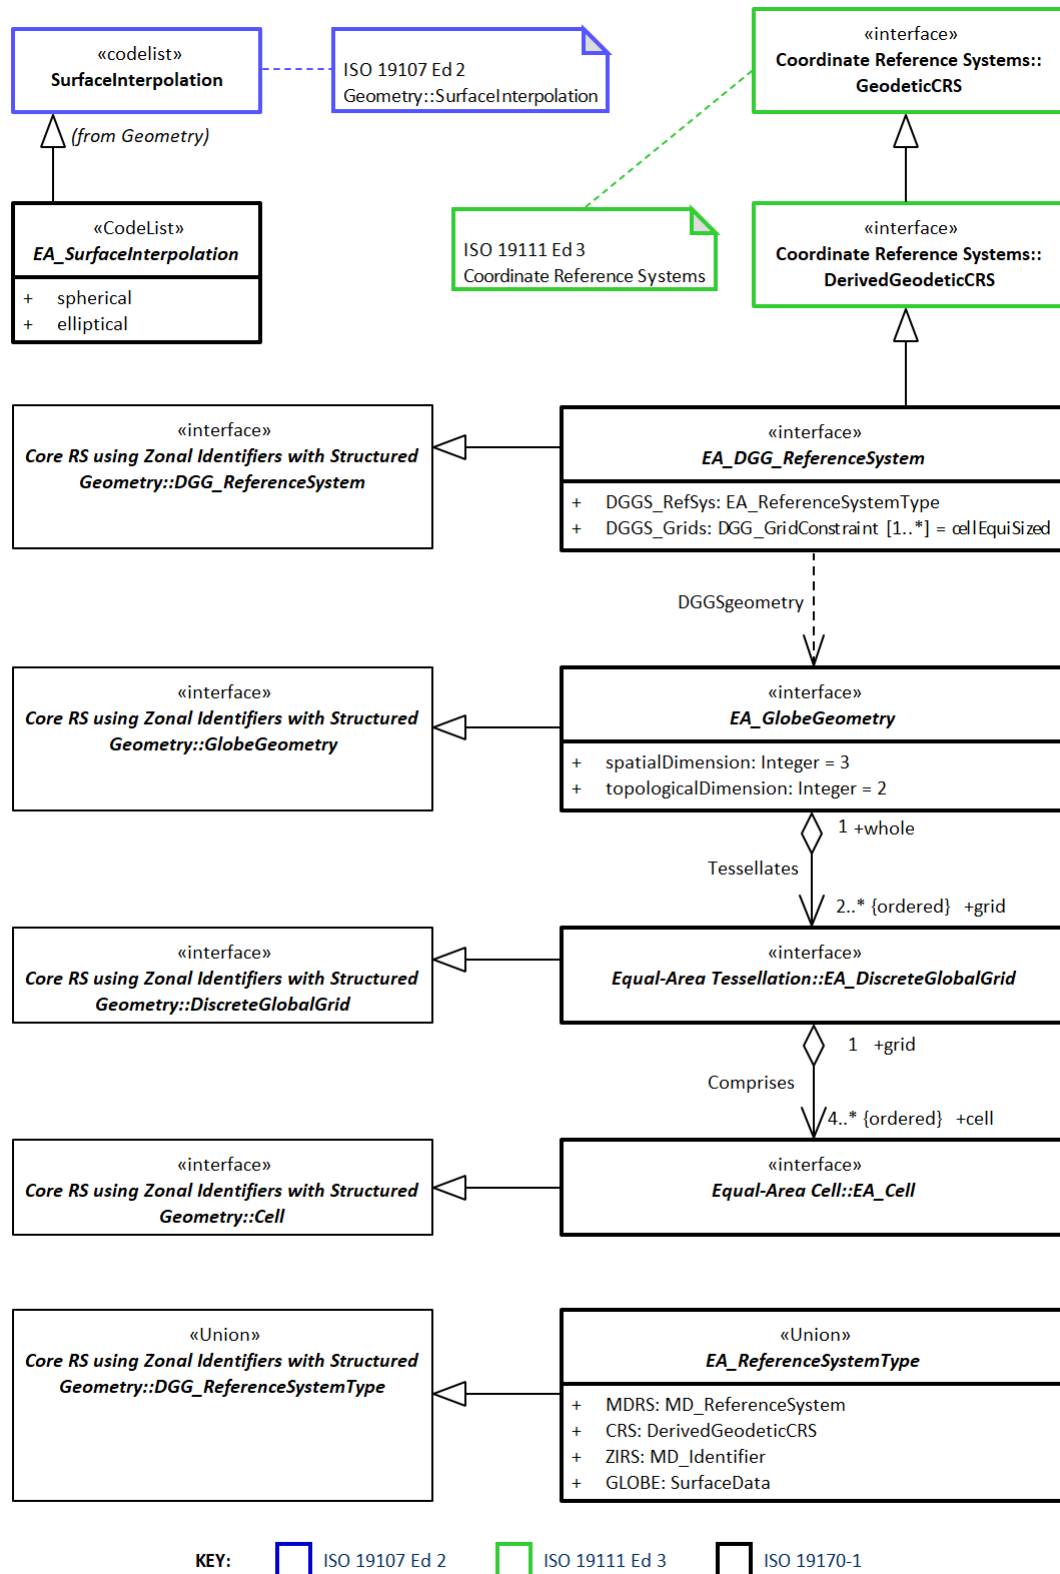 «codelist»
SurfaceInterpolation
ISO 19107 Ed 2
Geometry::SurfaceInterpolation
«interface»
Coordinate Reference Systems::
GeodeticCRS
(from Geometry)
«CodeList»
EA_SurfaceInterpolation
+ spherical
+ elliptical
ISO 19111 Ed 3
Coordinate Reference Systems
«interface»
Coordinate Reference Systems::
DerivedGeodeticCRS
«interface»
Core RS using Zonal Identifiers with Structured
Geometry::DGG_ReferenceSystem
«interface»
EA_DGG_ReferenceSystem
+ DGGS_RefSys: EA_ReferenceSystemType
+ DGGS_Grids: DGG_GridConstraint [1..*] = cellEquiSized
DGGSgeometry
«interface»
Core RS using Zonal Identifiers with Structured
Geometry::GlobeGeometry
«interface»
EA_GlobeGeometry
+ spatialDimension: Integer = 3
+ topologicalDimension: Integer = 2
1 +whole
Tessellates
2..* {ordered} +grid
«interface»
Core RS using Zonal Identifiers with Structured
Geometry::DiscreteGlobalGrid
«interface»
Equal-Area Tessellation::EA_DiscreteGlobalGrid
1 +grid
Comprises
4..* {ordered} +cell
«interface»
Core RS using Zonal Identifiers with Structured
Geometry::Cell
«interface»
Equal-Area Cell::EA_Cell
«Union»
Core RS using Zonal Identifiers with Structured
Geometry::DGG_ReferenceSystemType
«Union»
EA_ReferenceSystemType
+ MDRS: MD_ReferenceSystem
+ CRS: DerivedGeodeticCRS
+ ZIRS: MD_Identifier
+ GLOBE: SurfaceData
KEY: ISO 19107 Ed 2 ISO 19111 Ed 3 ISO 19170-1